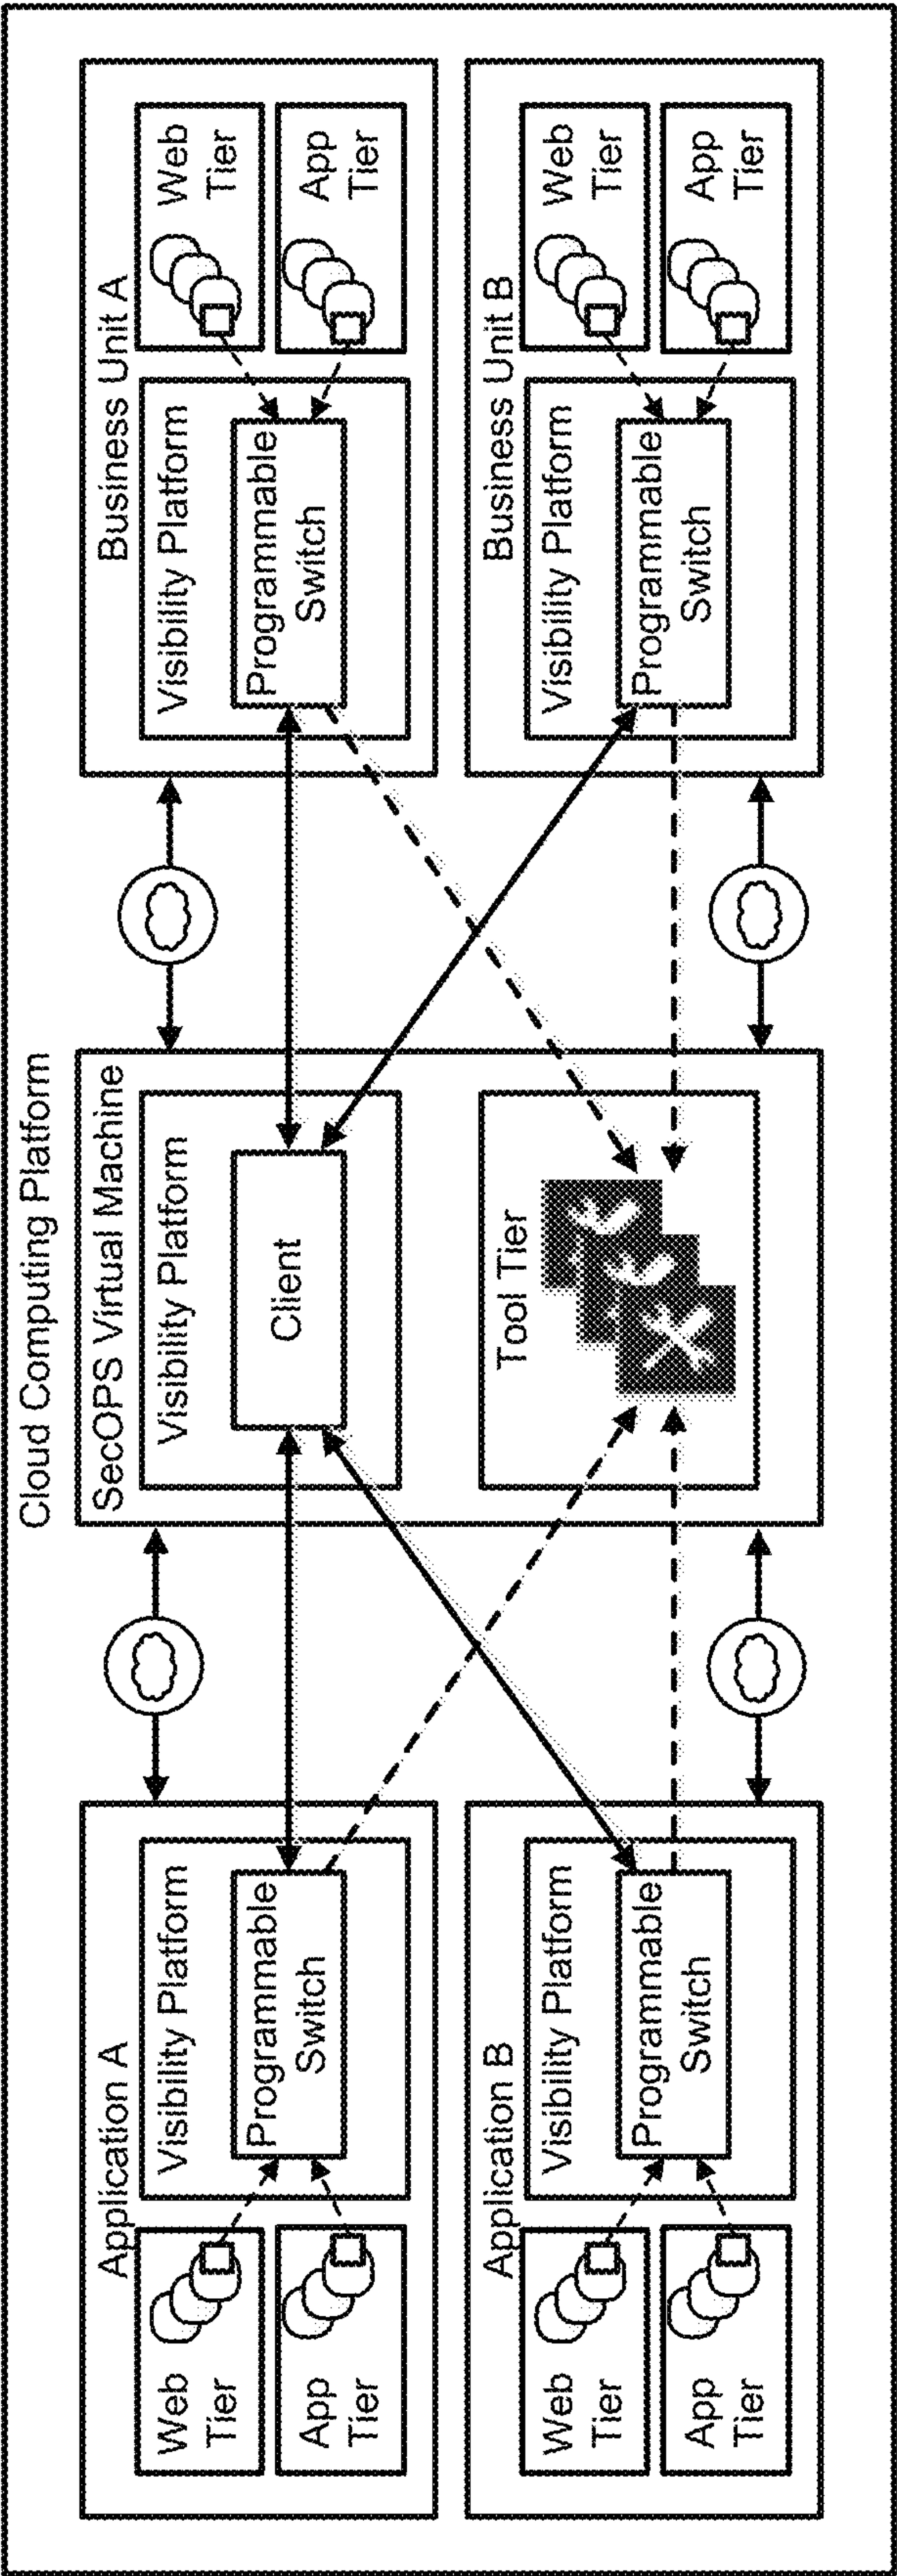 Cloud Computing Platform
Application A
Web
Tier
App
Tier
Visibility Platform
Programmable
Switch
SecOPS Virtual Machine
Visibility Platform
Client
Business Unit A
Visibility Platform
Programmable
Switch
Web
Tier
App
Tier
Application B
Web
Tier
App
Tier
Visibility Platform
Programmable
Switch
Tool Tier
Business Unit B
Visibility Platform
Programmable
Switch
Web
Tier
App
Tier